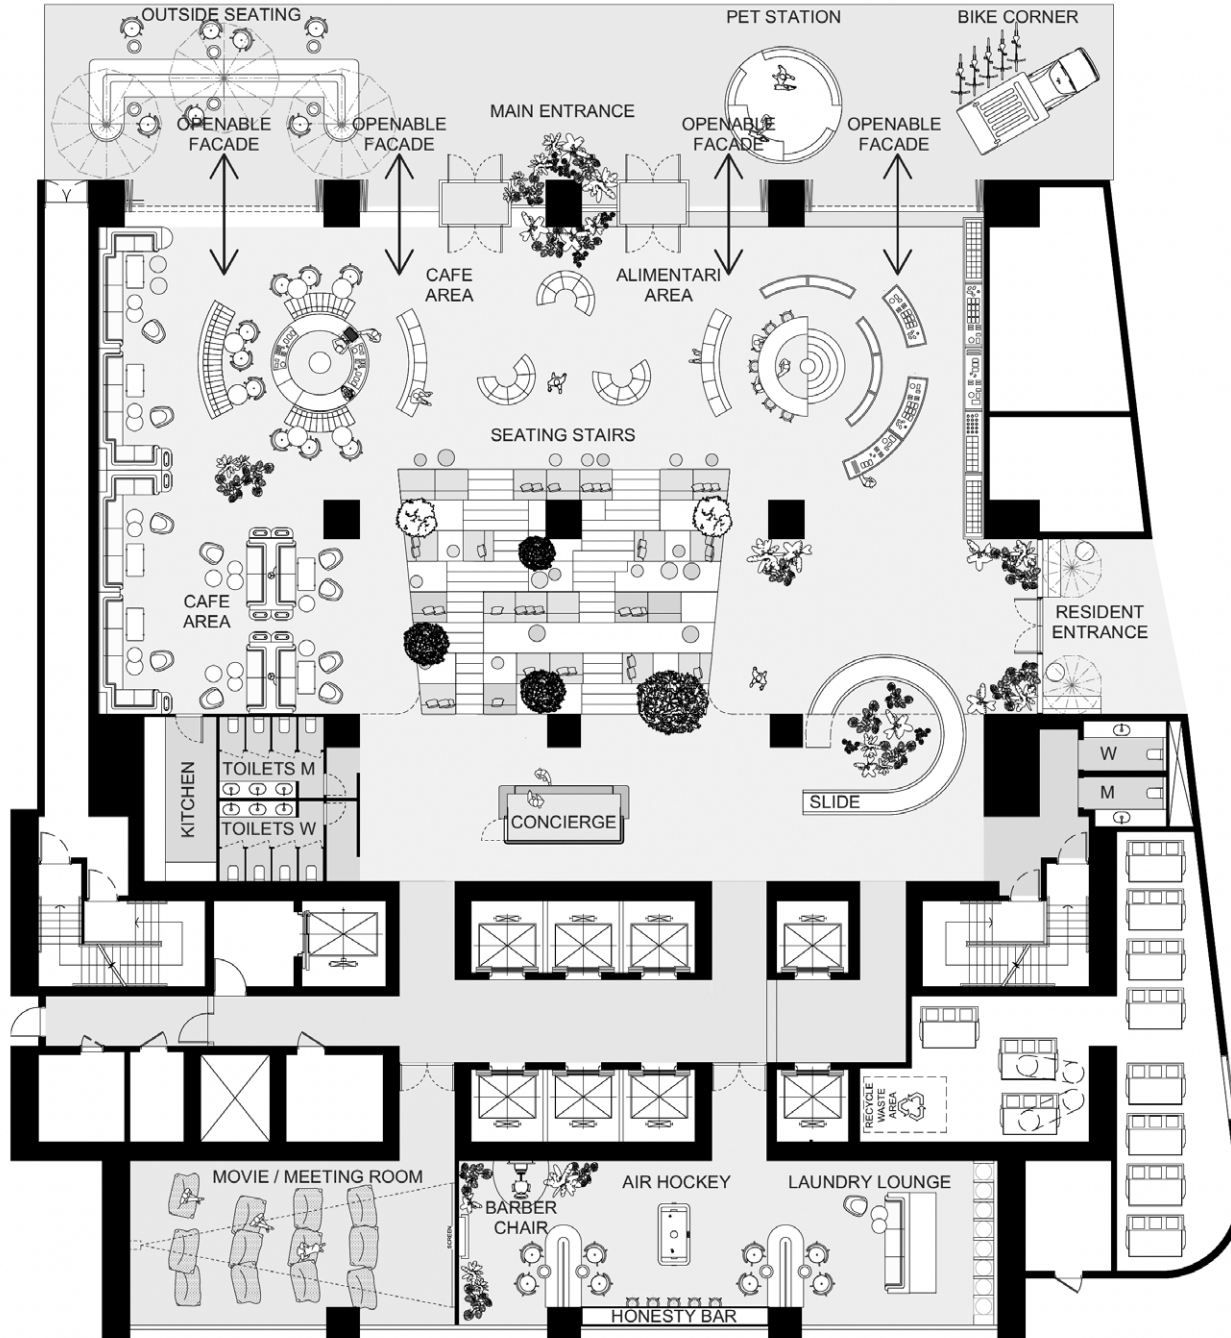 OUTSIDE SEATING
PET STATION
BIKE CORNER
MAIN ENTRANCE
OPENABLE
FACADE
OPENABLE
FACADE
OPENABLE
FACADE
OPENABLE
FACADE
CAFE
AREA
ALIMENTARI
AREA
SEATING STAIRS
CAFE
AREA
RESIDENT
ENTRANCE
KITCHEN
TOILETS M
TOILETS W
CONCIERGE
SLIDE
W
M
RECYCLE
WASTE
AREA
MOVIE / MEETING ROOM
SCREEN
BARBER
CHAIR
AIR HOCKEY
LAUNDRY LOUNGE
HONESTY BAR